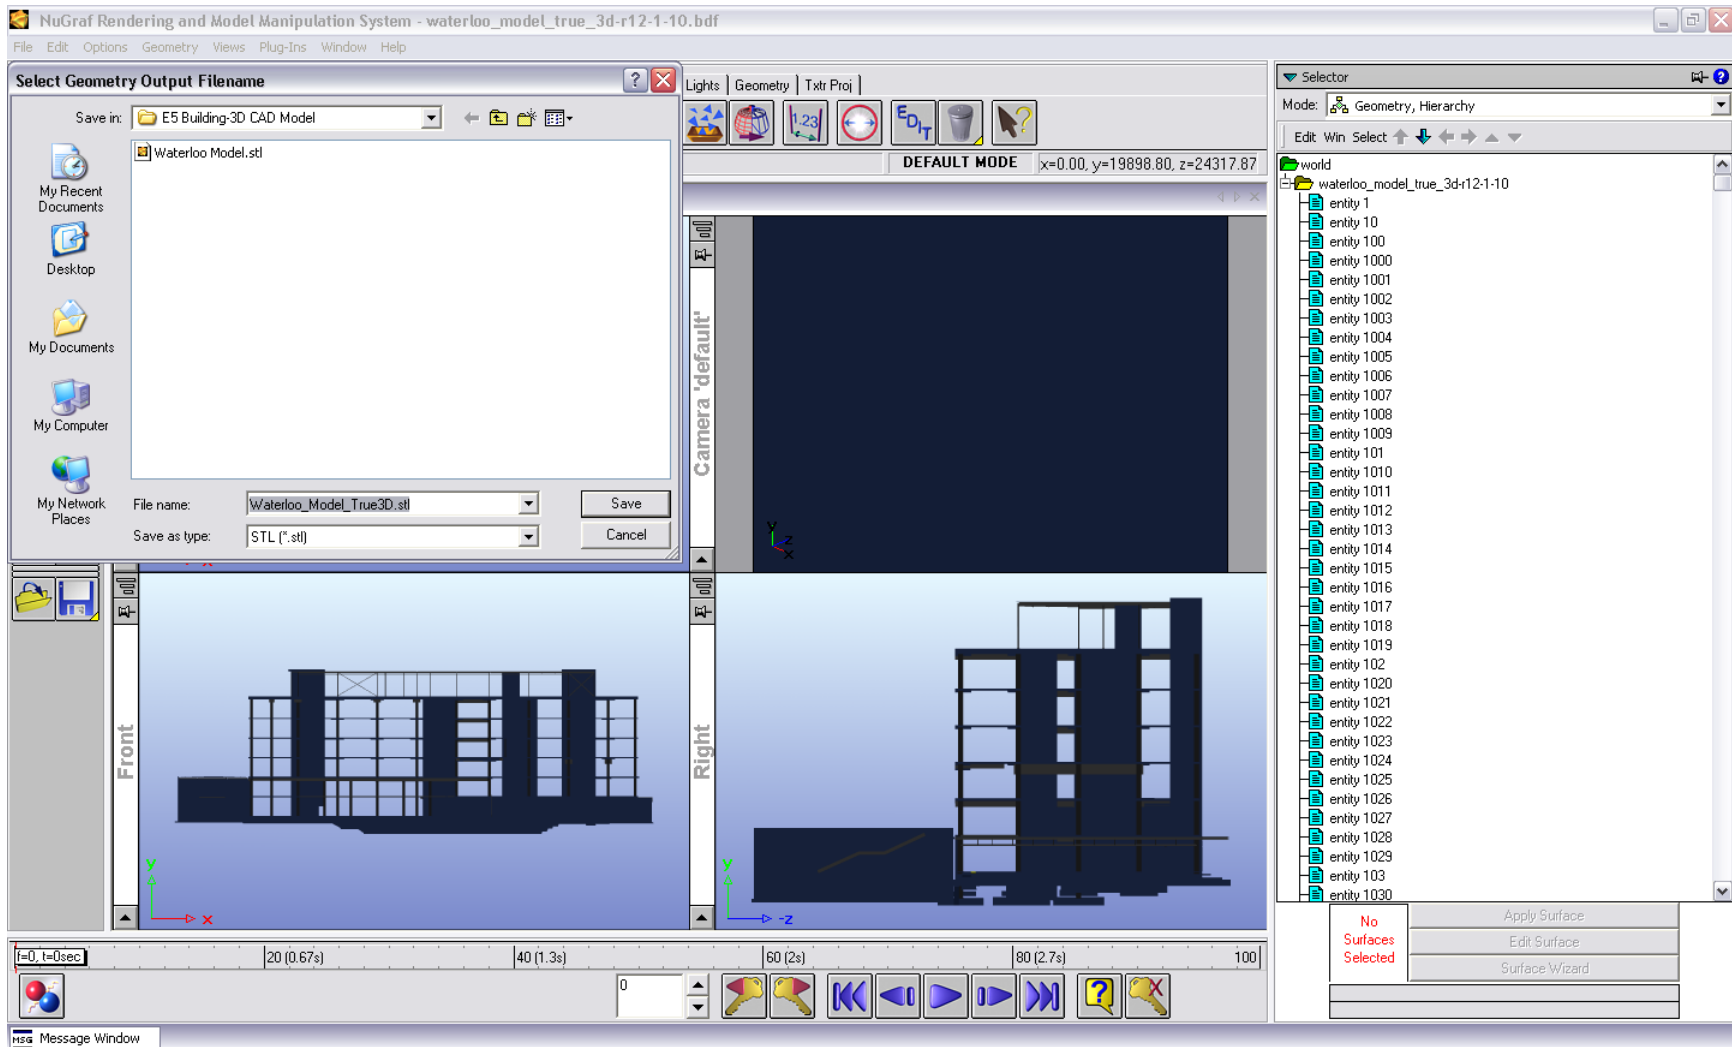 NuGraf Rendering and Model Manipulation System - waterloo_model_true_3d-r12-1-10.bdf
File Edit Options Geometry Views Plug-Ins Window Help
Select Geometry Output Filename
Save in: E5 Building-3D CAD Model
Waterloo Model.stl
My Recent
Documents
Desktop
My Documents
My Computer
My Network
Places
File name: Waterloo_Model_True3D.stl
Save as type: STL (*.stl)
Save
Cancel
Lights Geometry Txtr Proj
1.23
EDIT
DEFAULT MODE x=0.00, y=19898.80, z=24317.87
Camera 'default'
Y
Z
X
Front
Y
X
Right
Y
-Z
Selector
Mode: Geometry, Hierarchy
Edit Win Select
world
waterloo_model_true_3d-r12-1-10
entity 1
entity 10
entity 100
entity 1000
entity 1001
entity 1002
entity 1003
entity 1004
entity 1005
entity 1006
entity 1007
entity 1008
entity 1009
entity 101
entity 1010
entity 1011
entity 1012
entity 1013
entity 1014
entity 1015
entity 1016
entity 1017
entity 1018
entity 1019
entity 102
entity 1020
entity 1021
entity 1022
entity 1023
entity 1024
entity 1025
entity 1026
entity 1027
entity 1028
entity 1029
entity 103
entity 1030
No
Surfaces
Selected
Apply Surface
Edit Surface
Surface Wizard
f=0, t=0sec 20 (0.67s) 40 (1.3s) 60 (2s) 80 (2.7s) 100
0
MSG Message Window